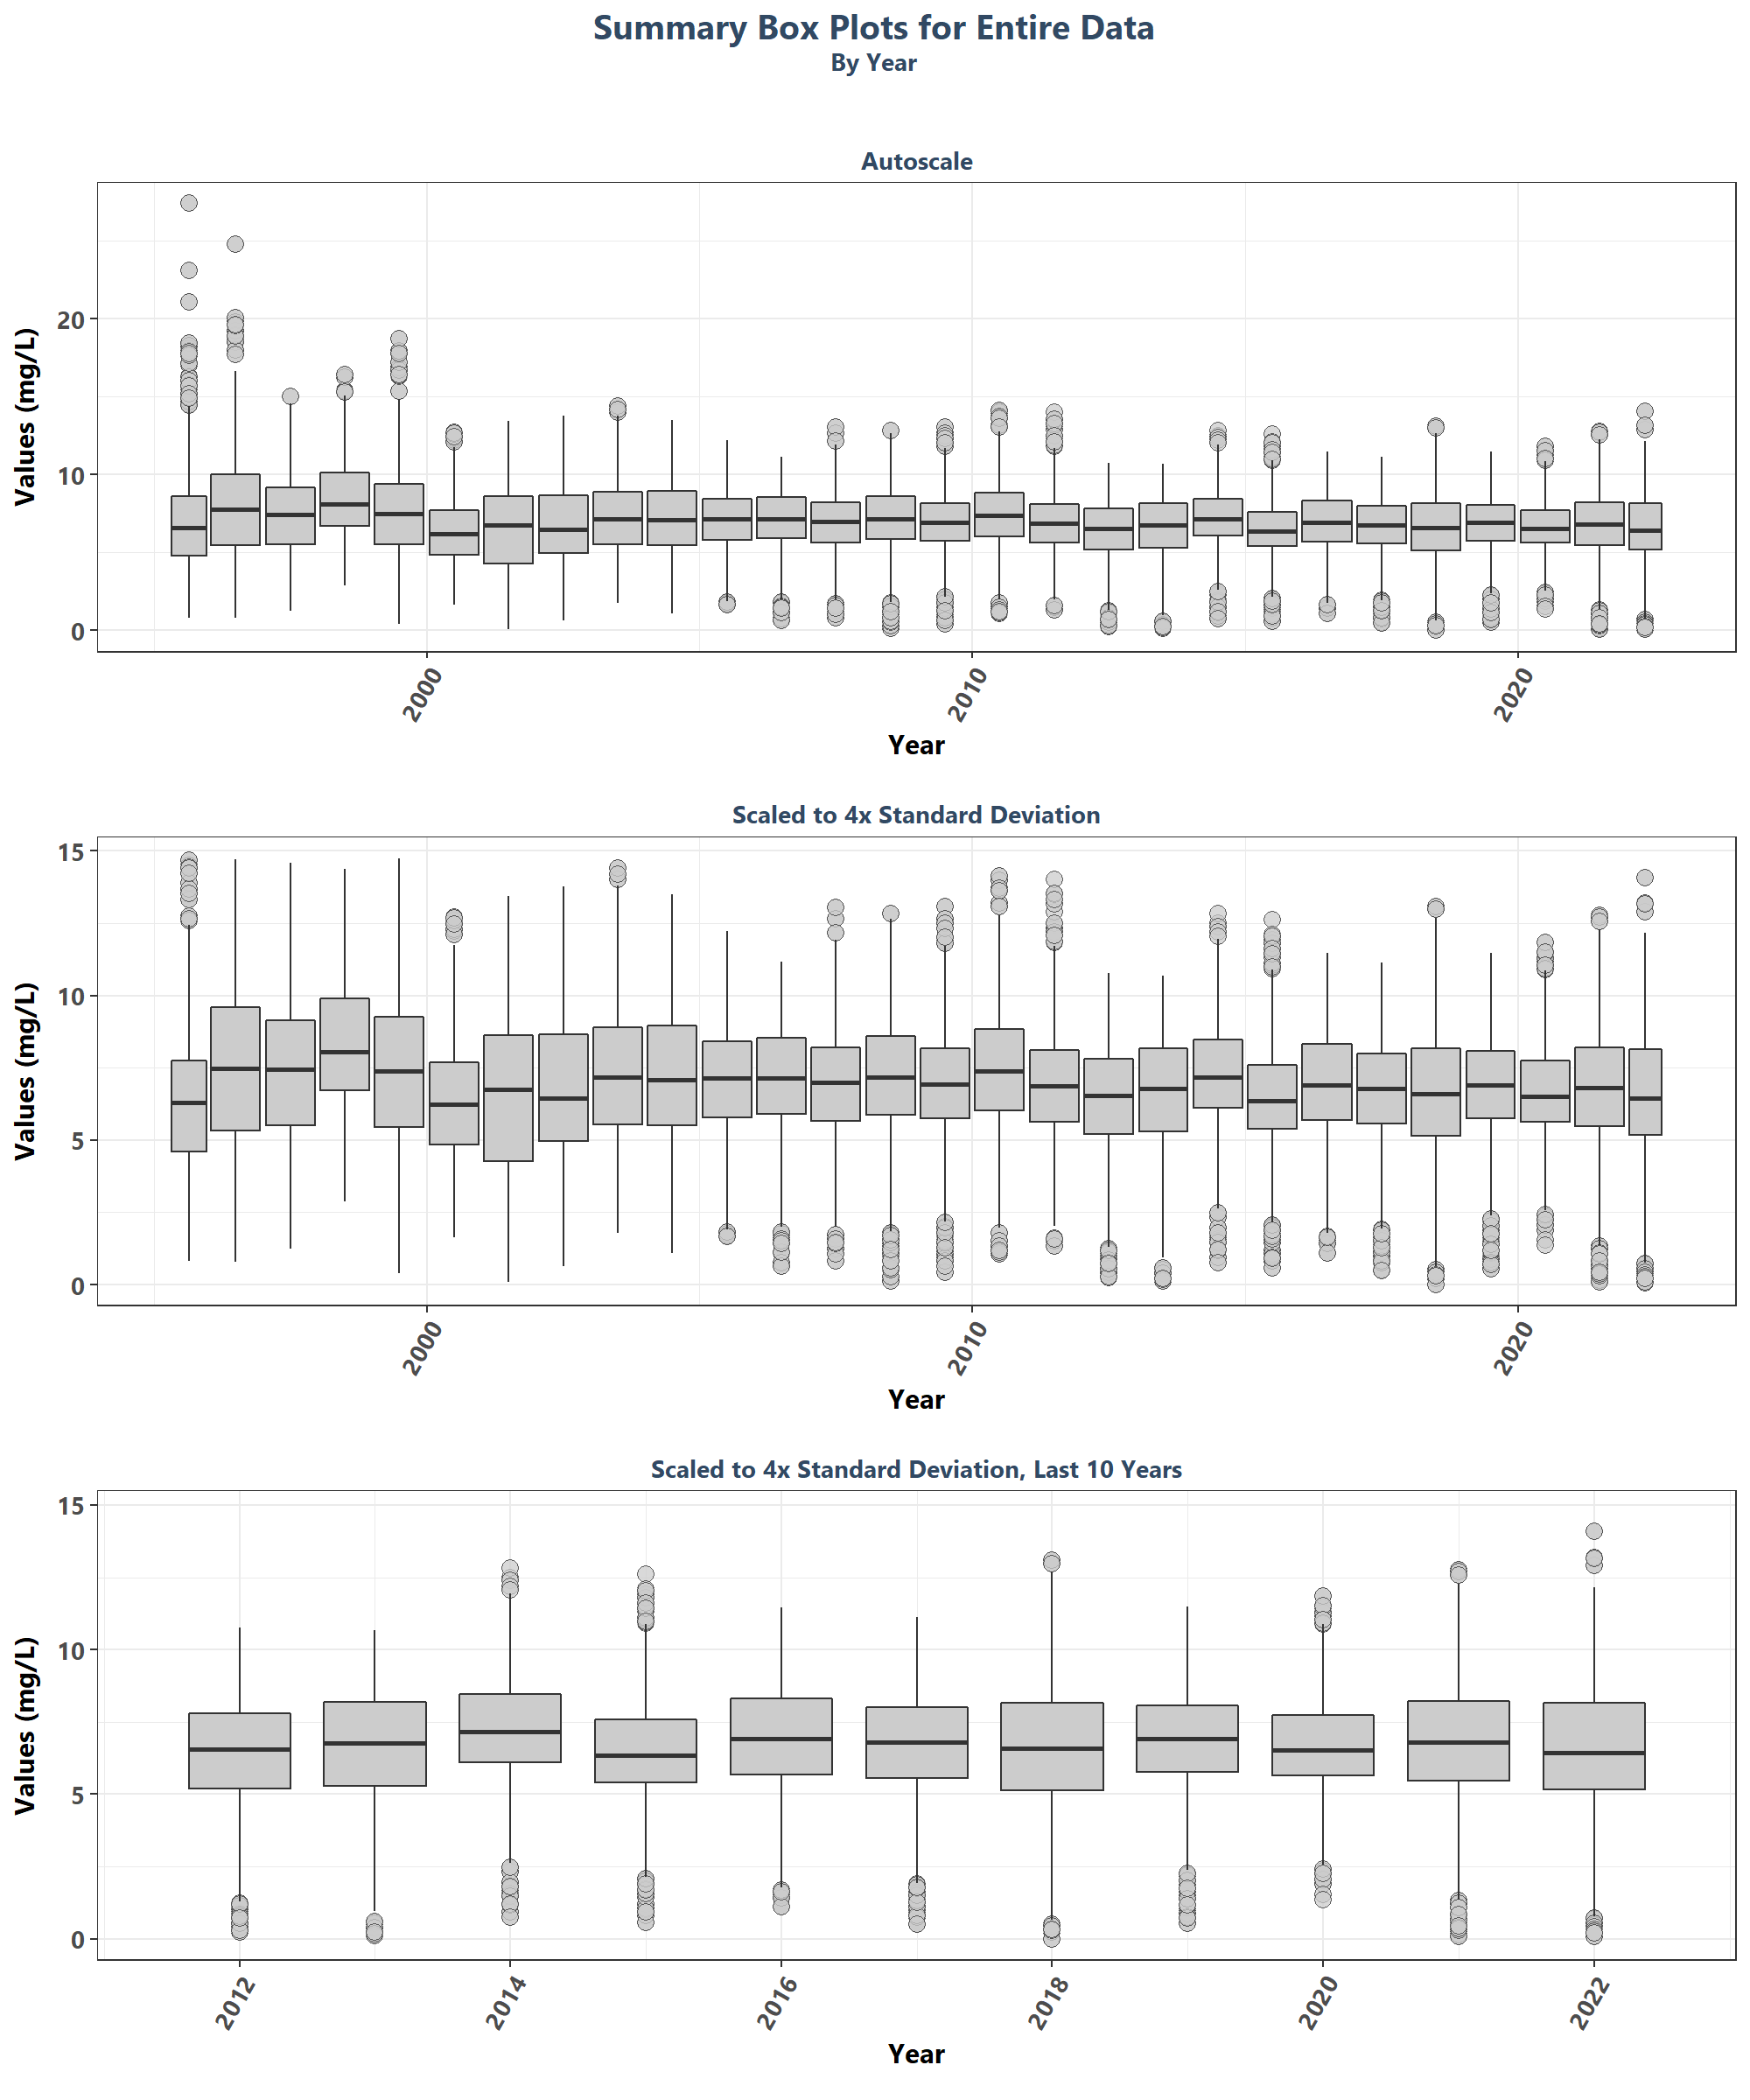 Summary Box Plots for Entire Data
By Year
Autoscale
Values (mg/L)
20
10
0
2000
2010
2020
Year
Scaled to 4x Standard Deviation
Values (mg/L)
15
10
5
0
2000
2010
2020
Year
Scaled to 4x Standard Deviation, Last 10 Years
Values (mg/L)
15
10
5
0
2012
2014
2016
2018
2020
2022
Year